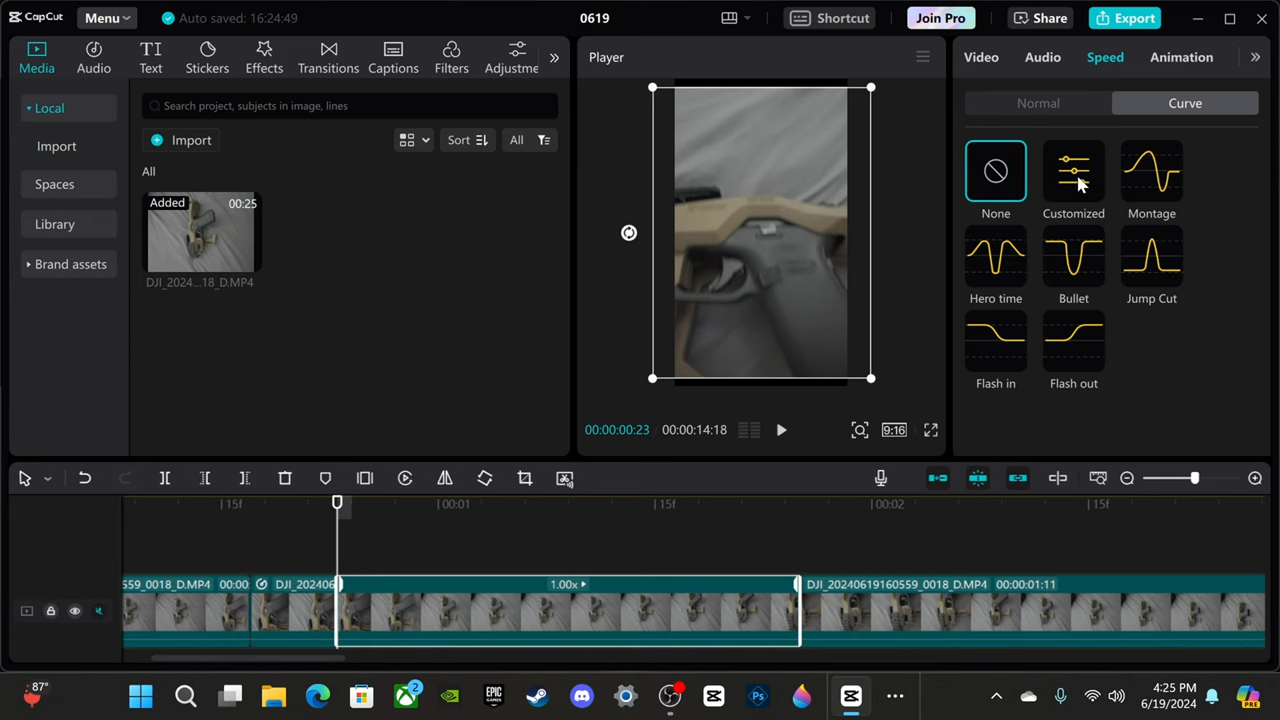 CapCut
Menu
Auto saved: 16:24:49
0619
Shortcut
Join Pro
Share
Export
Media
Audio
Text
Stickers
Effects
Transitions
Captions
Filters
Adjustme
Local
Import
Spaces
Library
Brand assets
Search project, subjects in image, lines
Import
Sort
All
All
Added
00:25
DJI_2024...18_D.MP4
Player
00:00:00:23 / 00:00:14:18
9:16
Video
Audio
Speed
Animation
Normal
Curve
None
Customized
Montage
Hero time
Bullet
Jump Cut
Flash in
Flash out
15f
00:01
15f
00:02
15f
559_0018_D.MP4 00:00
DJI_202406
1.00x
DJI_20240619160559_0018_D.MP4 00:00:01:11
87°
2
EPIC GAMES
Ps
PRE
4:25 PM
6/19/2024